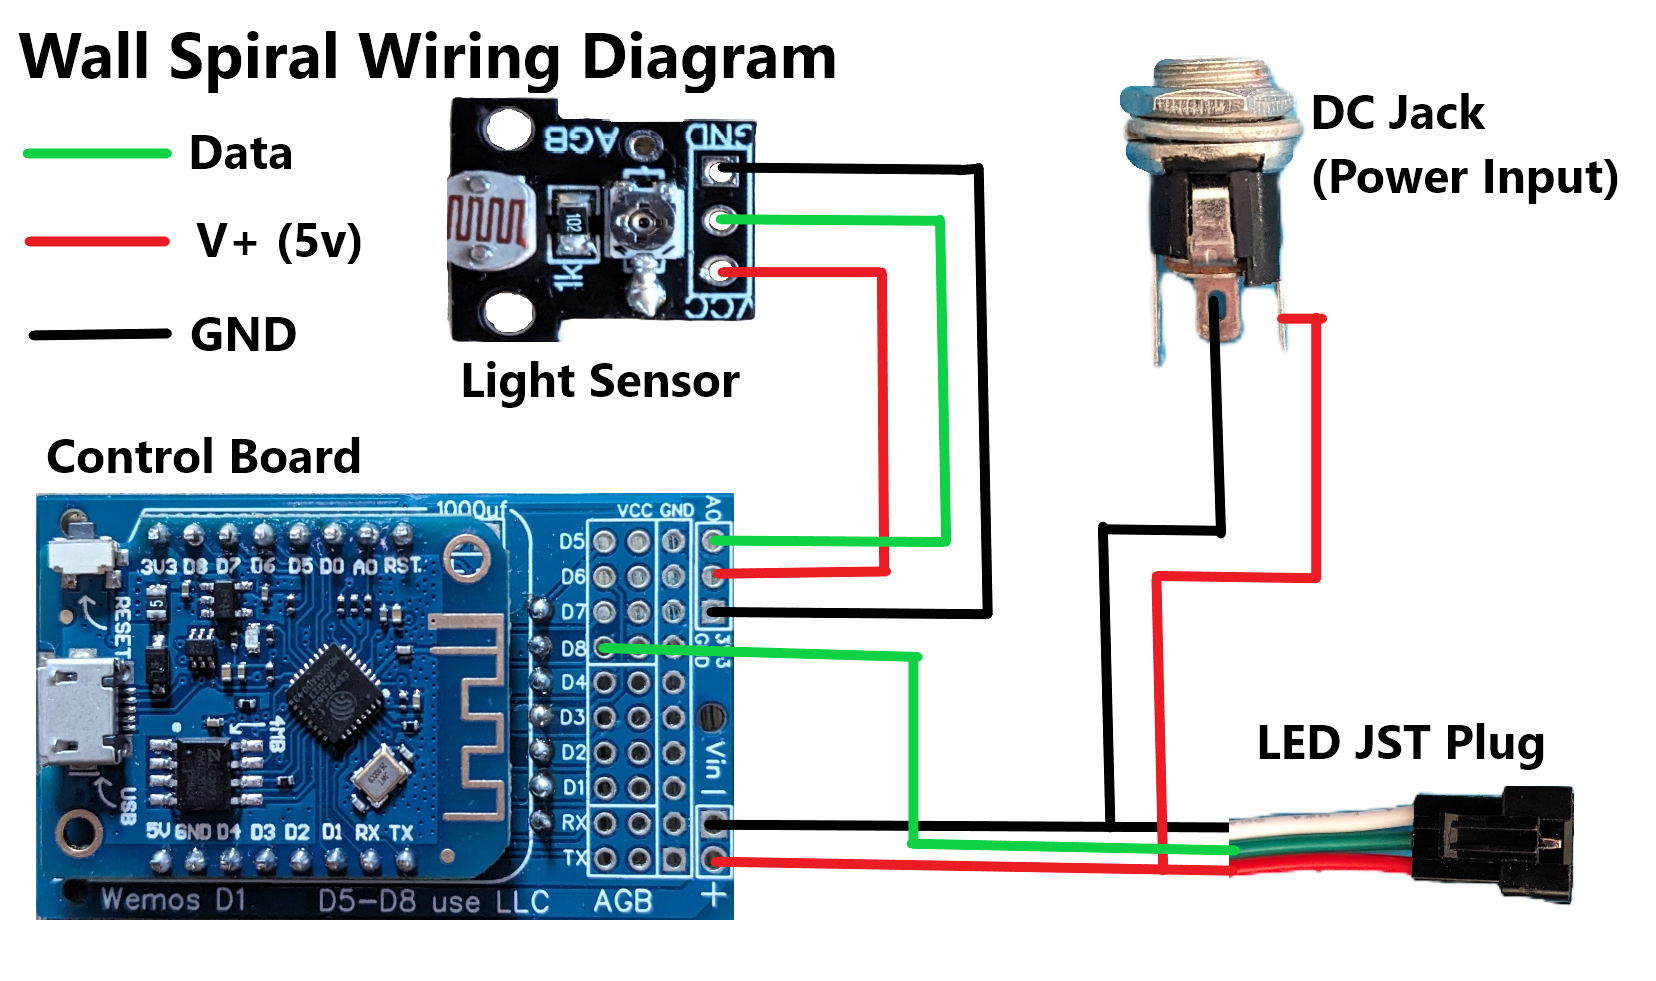 Wall Spiral Wiring Diagram
Data
V+ (5v)
GND
AGB
GND
102
1k
VCC
Light Sensor
DC Jack
(Power Input)
Control Board
1000uf
VCC GND
A0
3V3 D8 D7 D6 D5 D0 A0 RST
D5
D6
D7
D8
D4
D3
D2
D1
RX
TX
3V3
GND
RESET
4MB
USB
Vin
5V GND D4 D3 D2 D1 RX TX
Wemos D1
D5-D8 use LLC
AGB
+
LED JST Plug